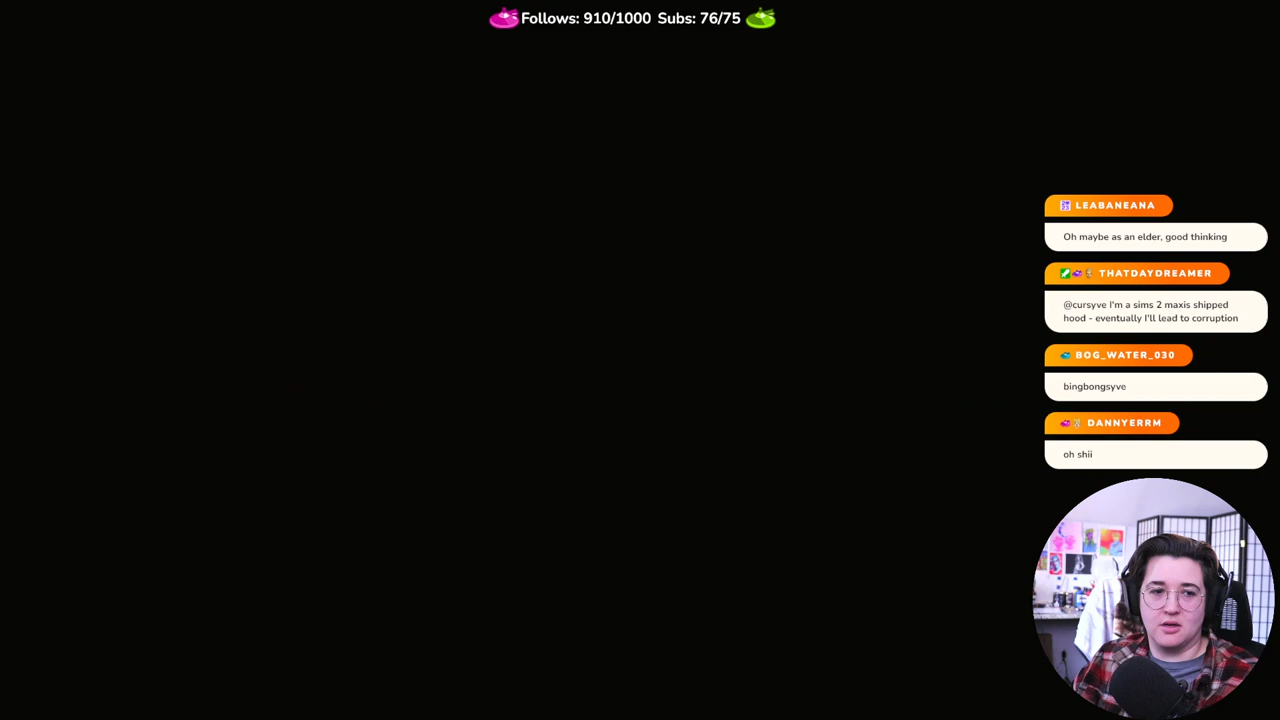 Follows: 910/1000 Subs: 76/75
LEABANEANA
Oh maybe as an elder, good thinking
THATDAYDREAMER
@cursyve I'm a sims 2 maxis shipped
hood - eventually I'll lead to corruption
BOG_WATER_030
bingbongsyve
DANNYERRM
oh shii